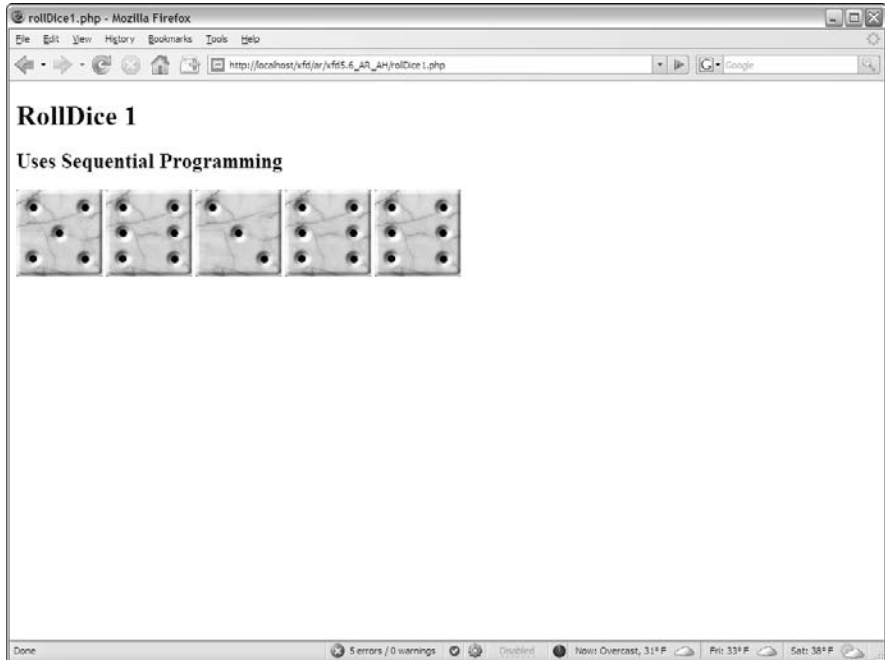 rollDice1.php - Mozilla Firefox
File Edit View History Bookmarks Tools Help
http://localhost/xfd/ar/xfd5.6_AR_AH/rollDice1.php
Google
RollDice 1
Uses Sequential Programming
Done 5 errors / 0 warnings Disabled Now: Overcast, 31° F Fri: 33° F Sat: 38° F